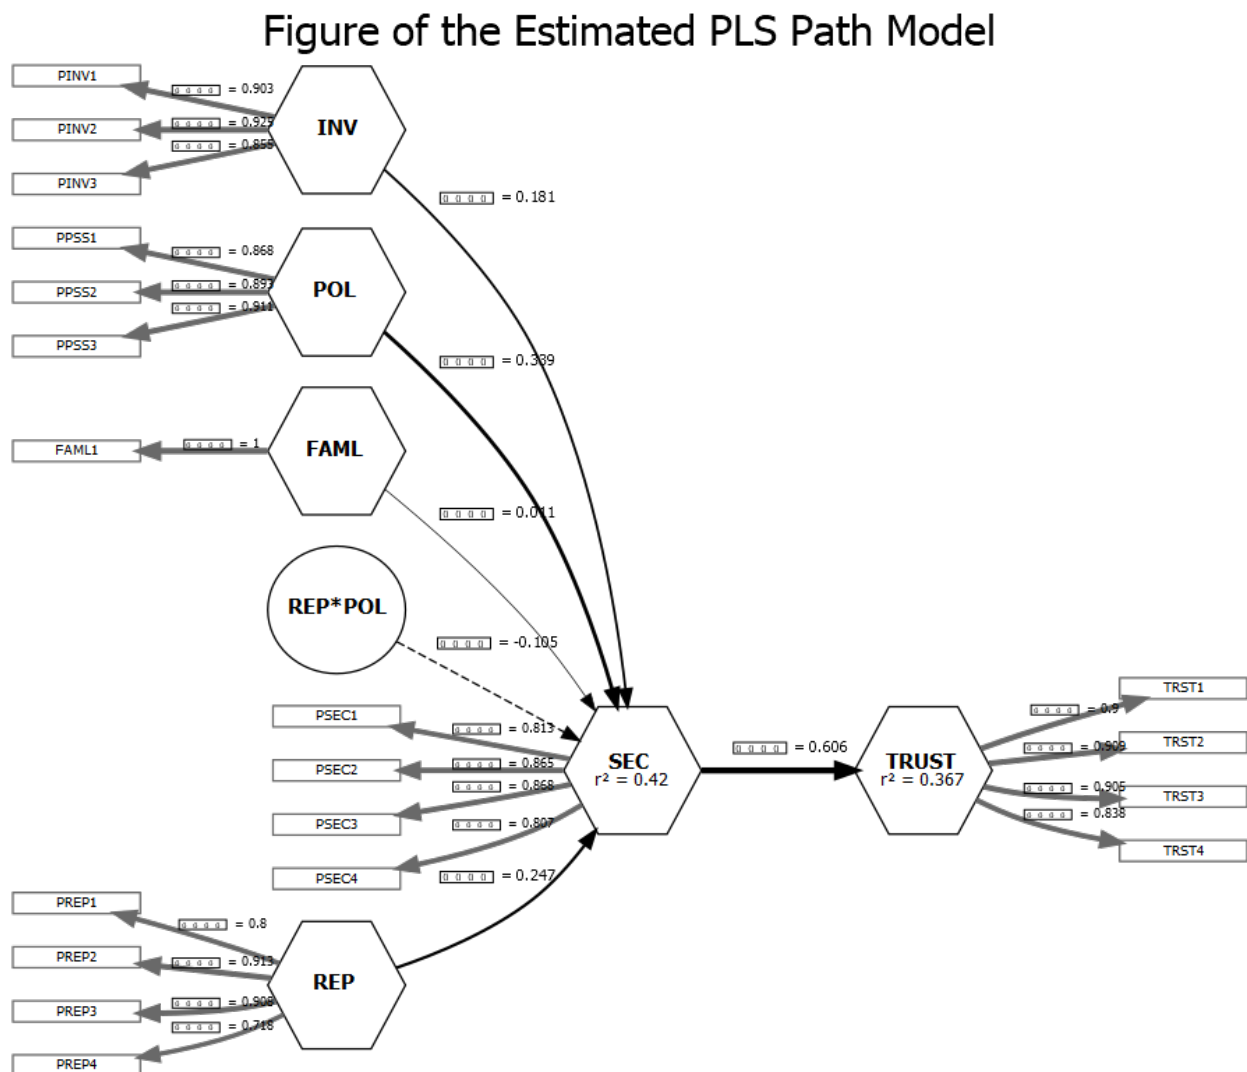 Figure of the Estimated PLS Path Model
PINV1
= 0.903
INV
PINV2
= 0.925
= 0.855
PINV3
= 0.181
PPSS1
= 0.868
POL
PPSS2
= 0.893
= 0.911
PPSS3
= 0.339
FAML
FAML1
= 1
= 0.011
REP*POL
= -0.105
PSEC1
= 0.813
PSEC2
= 0.865
= 0.868
PSEC3
= 0.807
PSEC4
SEC
r² = 0.42
= 0.606
TRUST
r² = 0.367
TRST1
= 0.9
TRST2
= 0.909
TRST3
= 0.905
= 0.838
TRST4
= 0.247
PREP1
= 0.8
PREP2
= 0.913
REP
PREP3
= 0.908
= 0.718
PREP4